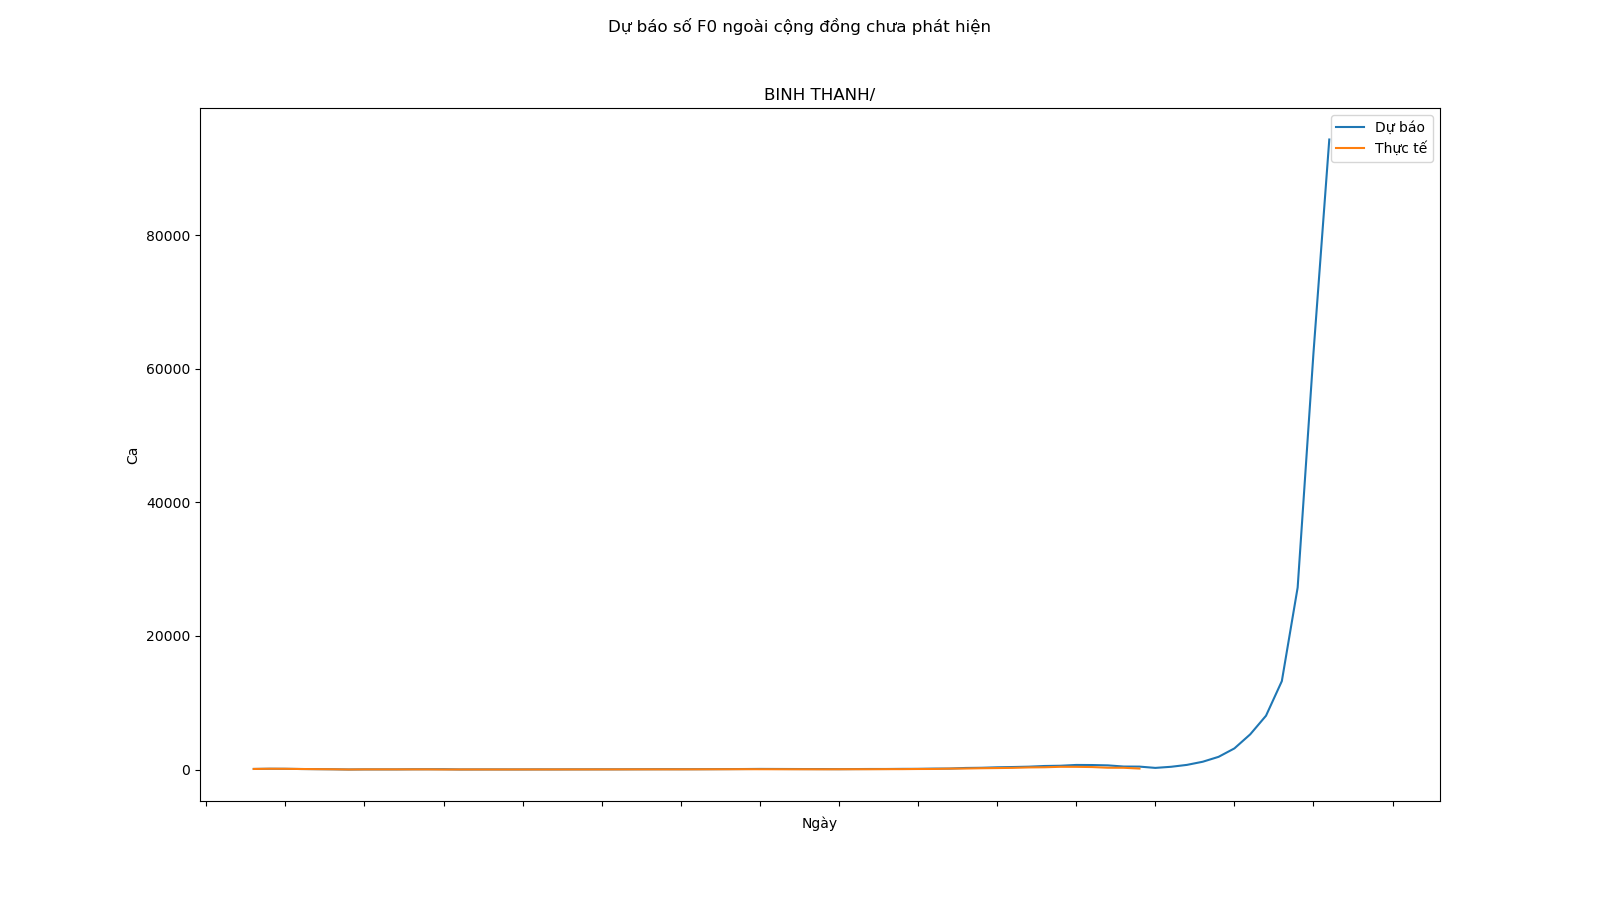 Dự báo số F0 ngoài cộng đồng chưa phát hiện
BINH THANH/
Dự báo
Thực tế
80000
60000
40000
20000
0
Ca
Ngày